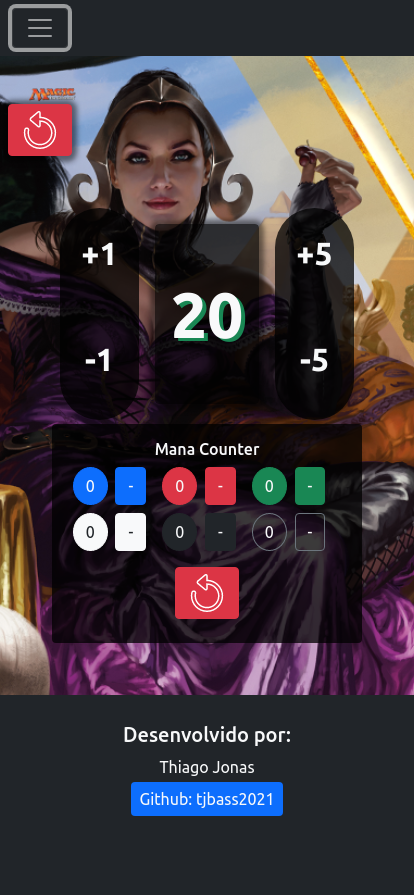 MAGIC
+1
+5
20
-1
-5
Mana Counter
0 - 0 - 0 -
0 - 0 - 0 -
Desenvolvido por:
Thiago Jonas
Github: tjbass2021